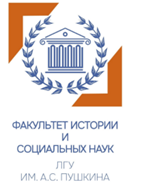 ФАКУЛЬТЕТ ИСТОРИИ
И
СОЦИАЛЬНЫХ НАУК
ЛГУ
ИМ. А.С. ПУШКИНА